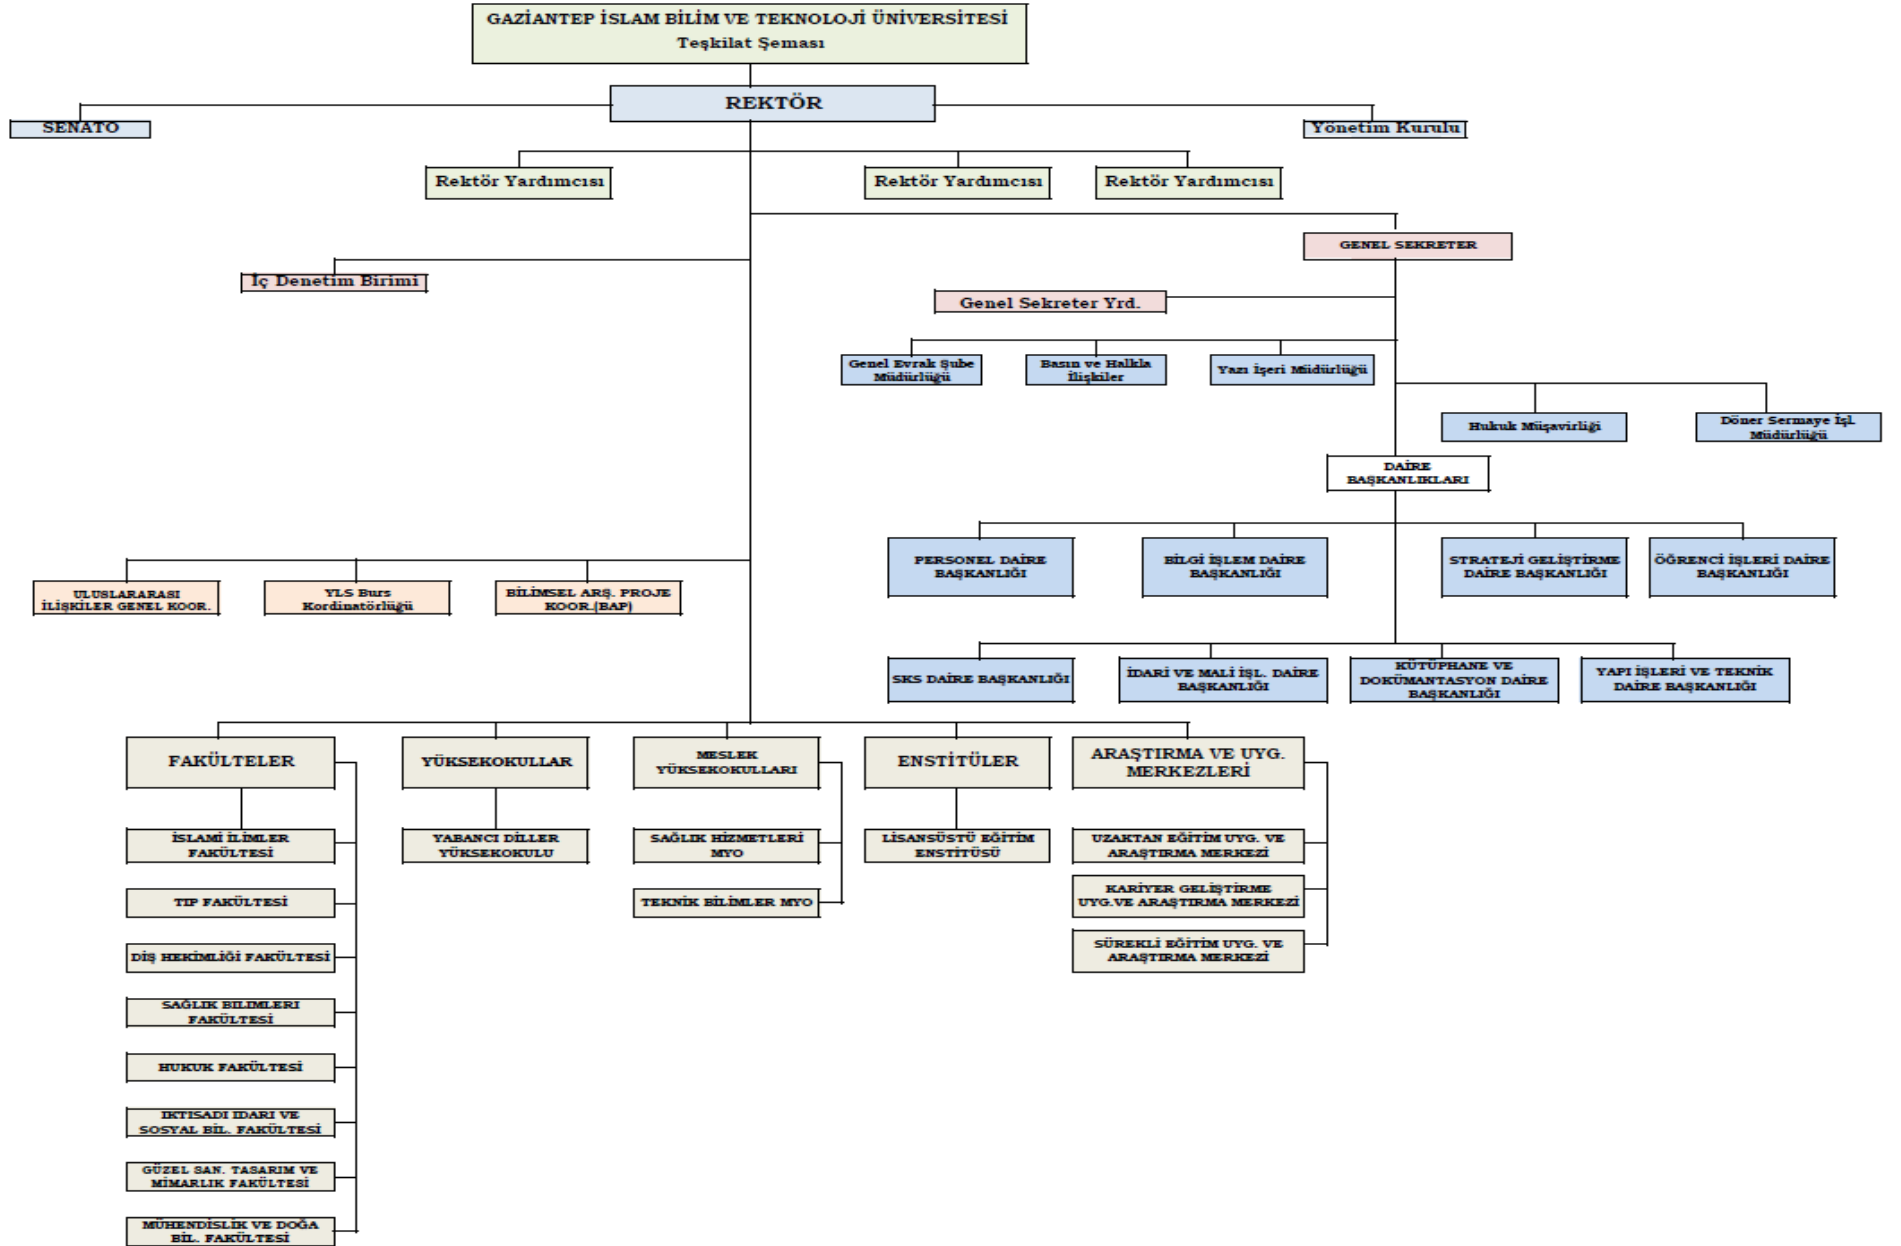 GAZİANTEP İSLAM BİLİM VE TEKNOLOJİ ÜNİVERSİTESİ
Teşkilat Şeması
REKTÖR
SENATO
Yönetim Kurulu
Rektör Yardımcısı
Rektör Yardımcısı
Rektör Yardımcısı
GENEL SEKRETER
İç Denetim Birimi
Genel Sekreter Yrd.
Genel Evrak Şube
Müdürlüğü
Basın ve Halkla
İlişkiler
Yazı İşeri Müdürlüğü
Hukuk Müşavirliği
Döner Sermaye İşl.
Müdürlüğü
DAİRE
BAŞKANLIKLARI
PERSONEL DAİRE
BAŞKANLIĞI
BİLGİ İŞLEM DAİRE
BAŞKANLIĞI
STRATEJİ GELİŞTİRME
DAİRE BAŞKANLIĞI
ÖĞRENCİ İŞLERİ DAİRE
BAŞKANLIĞI
ULUSLARARASI
İLİŞKİLER GENEL KOOR.
YLS Burs
Kordinatörlüğü
BİLİMSEL ARŞ. PROJE
KOOR.(BAP)
SKS DAİRE BAŞKANLIĞI
İDARİ VE MALİ İŞL. DAİRE
BAŞKANLIĞI
KÜTÜPHANE VE
DOKÜMANTASYON DAİRE
BAŞKANLIĞI
YAPI İŞLERİ VE TEKNİK
DAİRE BAŞKANLIĞI
FAKÜLTELER
YÜKSEKOKULLAR
MESLEK
YÜKSEKOKULLARI
ENSTİTÜLER
ARAŞTIRMA VE UYG.
MERKEZLERİ
İSLAMİ İLİMLER
FAKÜLTESİ
YABANCI DİLLER
YÜKSEKOKULU
SAĞLIK HİZMETLERİ
MYO
LİSANSÜSTÜ EĞİTİM
ENSTİTÜSÜ
UZAKTAN EĞİTİM UYG. VE
ARAŞTIRMA MERKEZİ
TIP FAKÜLTESİ
TEKNİK BİLİMLER MYO
KARİYER GELİŞTİRME
UYG.VE ARAŞTIRMA MERKEZİ
DİŞ HEKİMLİĞİ FAKÜLTESİ
SÜREKLİ EĞİTİM UYG. VE
ARAŞTIRMA MERKEZİ
SAĞLIK BILIMLERI
FAKÜLTESİ
HUKUK FAKÜLTESİ
IKTISADI IDARI VE
SOSYAL BİL. FAKÜLTESİ
GÜZEL SAN. TASARIM VE
MİMARLIK FAKÜLTESİ
MÜHENDİSLİK VE DOĞA
BİL. FAKÜLTESİ